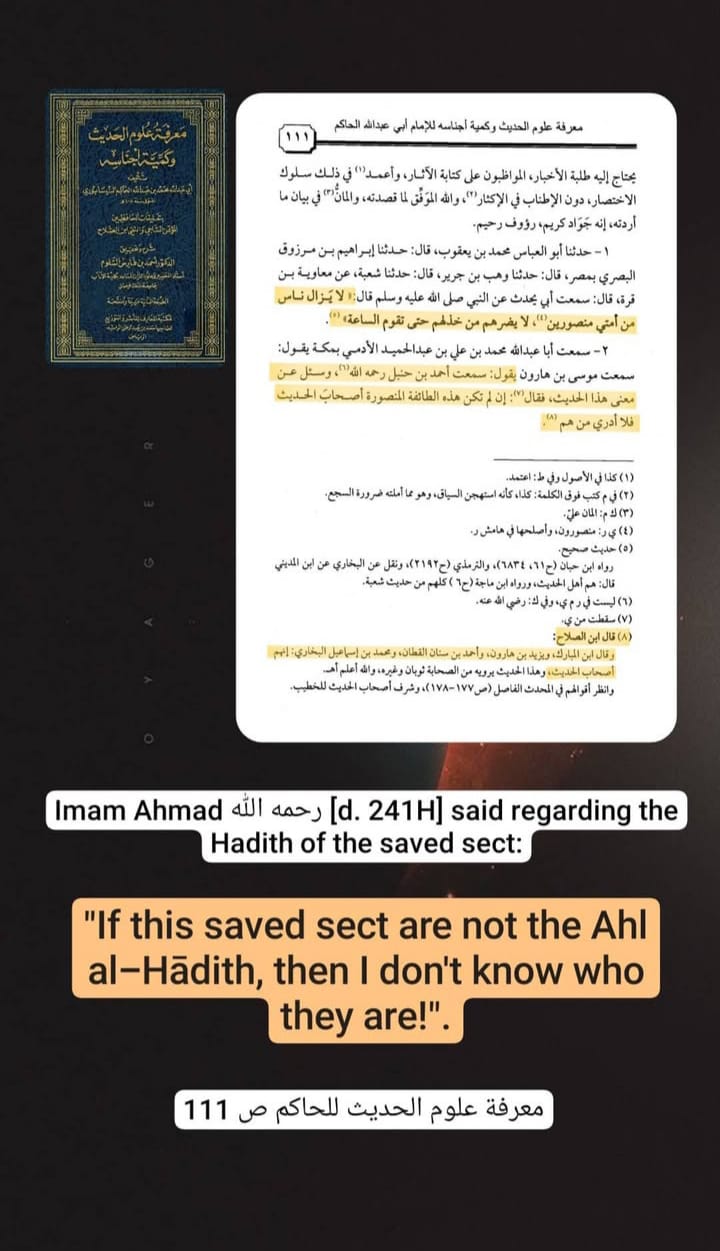 معرفة علوم الحديث
وكمية أجناسه
معرفة علوم الحديث وكمية أجناسه للإمام أبي عبدالله الحاكم
١١١
يحتاج إليه طلبة الأخبار، المواظبون على كتابة الآثار، وأعمد(١) في ذلك سلوك
الاختصار، دون الإطناب في الإكثار(٢)، والله الموفّق لما قصدته، والمانُّ(٣) في بيان ما
أردته، إنه جَوَاد كريم، رؤوف رحيم.
١- حدثنا أبو العباس محمد بن يعقوب، قال: حدثنا إبراهيم بن مرزوق
البصري بمصر، قال: حدثنا وهب بن جرير، قال: حدثنا شعبة، عن معاوية بن
قرة، قال: سمعت أبي يحدث عن النبي صلى الله عليه وسلم قال: «لا يَزال ناس
من أمتي منصورين(٤)، لا يضرهم من خذلهم حتى تقوم الساعة»(٥).
٢- سمعت أبا عبدالله محمد بن علي بن عبدالحميد الأدمي بمكة يقول:
سمعت موسى بن هارون يقول: سمعت أحمد بن حنبل رحمه الله(٦)، وسئل عن
معنى هذا الحديث، فقال(٧): إن لم تكن هذه الطائفة المنصورة أصحابَ الحديث
فلا أدري من هم(٨).
(١) كذا في الأصول وفي ط: اعتمد.
(٢) في م كتب فوق الكلمة: كذا، كأنه استهجن السياق، وهو مما أملته ضرورة السجع.
(٣) ك م: المان عليّ.
(٤) ي ر: منصورون، وأصلحها في هامش ر.
(٥) حديث صحيح.
رواه ابن حبان (ح٦١، ٦٨٣٤)، والترمذي (ح٢١٩٢)، ونقل عن البخاري عن ابن المديني
قال: هم أهل الحديث، ورواه ابن ماجة (ح٦) كلهم من حديث شعبة.
(٦) ليست في ر م ي، وفي ك: رضي الله عنه.
(٧) سقطت من ي.
(٨) قال ابن الصلاح:
وقال ابن المبارك، ويزيد بن هارون، وأحمد بن سنان القطان، ومحمد بن إسماعيل البخاري: إنهم
أصحاب الحديث، وهذا الحديث يرويه من الصحابة ثوبان وغيره، والله أعلم أهـ.
وانظر أقوالهم في المحدث الفاصل (ص١٧٧-١٧٨)، وشرف أصحاب الحديث للخطيب.
V O Y A G E R
Imam Ahmad رحمه الله [d. 241H] said regarding the
Hadith of the saved sect:
"If this saved sect are not the Ahl
al–Hādith, then I don't know who
they are!".
معرفة علوم الحديث للحاكم ص 111